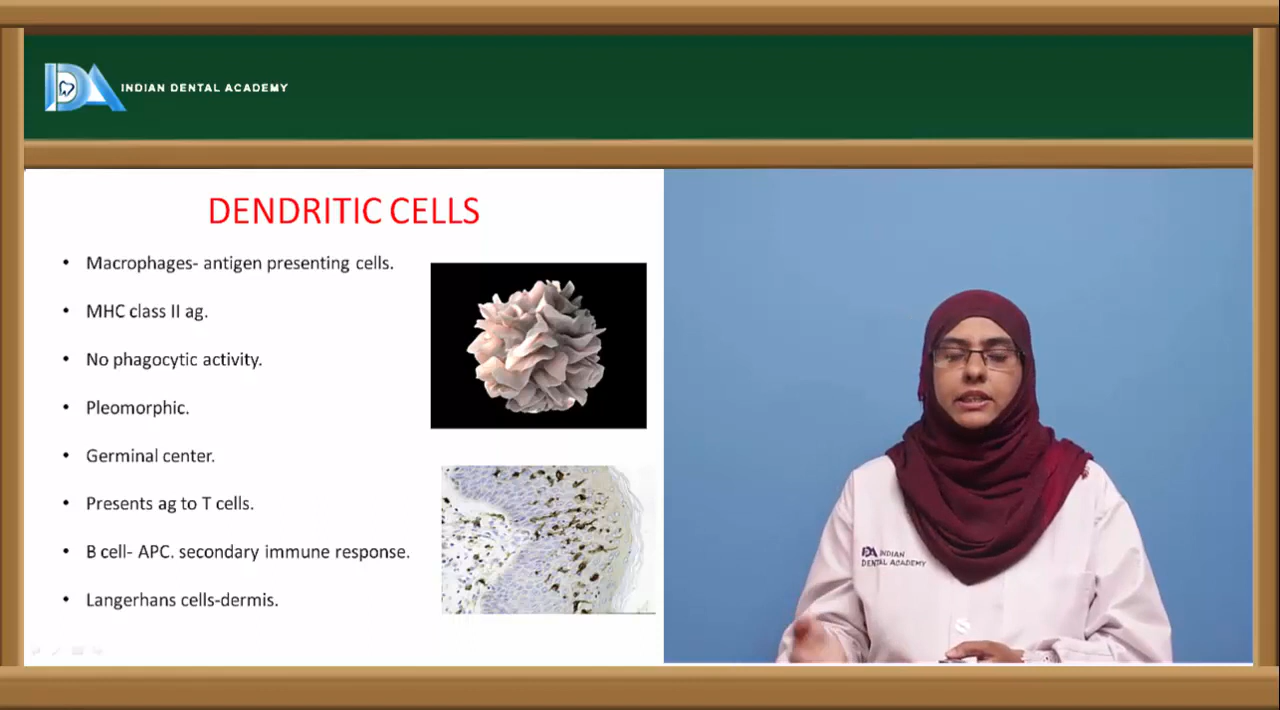 INDIAN DENTAL ACADEMY
DENDRITIC CELLS
• Macrophages- antigen presenting cells.
• MHC class II ag.
• No phagocytic activity.
• Pleomorphic.
• Germinal center.
• Presents ag to T cells.
• B cell- APC. secondary immune response.
• Langerhans cells-dermis.
INDIAN
DENTAL ACADEMY